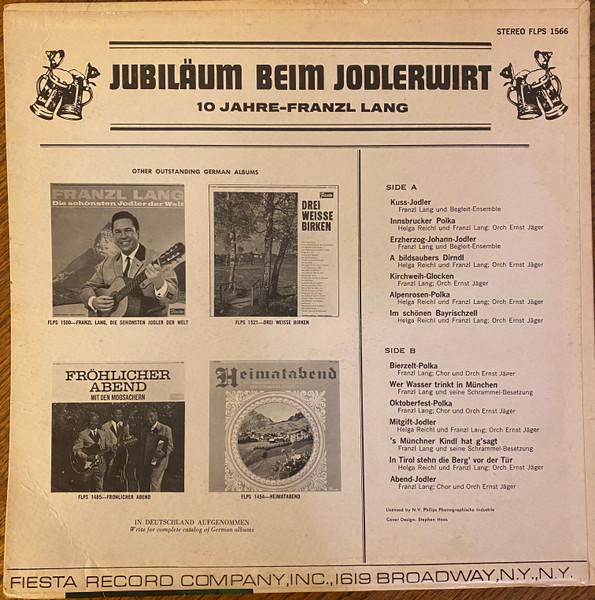 STEREO FLPS 1566
JUBILÄUM BEIM JODLERWIRT
10 JAHRE-FRANZL LANG
OTHER OUTSTANDING GERMAN ALBUMS
FRANZL LANG
Die schönsten Jodler der Welt
FLPS 1500—FRANZL LANG, DIE SCHONSTEN JODLER DER WELT
DREI
WEISSE
BIRKEN
FLPS 1521—DREI WEISSE BIRKEN
FRÖHLICHER
ABEND
MIT DEN MOOSACHERN
FLPS 1485—FROHLICHER ABEND
Heimatabend
FLPS 1454—HEIMATABEND
IN DEUTSCHLAND AUFGENOMMEN
Write for complete catalog of German albums
SIDE A
Kuss-Jodler
Franzl Lang und Begleit-Ensemble
Innsbrucker Polka
Helga Reichl und Franzl Lang; Orch Ernst Jäger
Erzherzog-Johann-Jodler
Franzl Lang und Begleit-Ensemble
A bildsaubers Dirndl
Helga Reichl und Franzl Lang; Orch Ernst Jäger
Kirchweih-Glocken
Franzl Lang; Orch Ernst Jäger
Alpenrosen-Polka
Helga Reichl und Franzl Lang; Orch Ernst Jäger
Im schönen Bayrischzell
Helga Reichl und Franzl Lang; Orch Ernst Jäger
SIDE B
Bierzelt-Polka
Franzl Lang; Chor und Orch Ernst Järer
Wer Wasser trinkt in München
Franzl Lang und seine Schrammel-Besetzung
Oktoberfest-Polka
Franzl Lang; Chor und Orch Ernst Jäger
Mitgift-Jodler
Helga Reichl und Franzl Lang; Orch Ernst Jäger
's Münchner Kindl hat g'sagt
Franzl Lang und seine Schrammel-Besetzung
In Tirol stehn die Berg' vor der Tür
Helga Reichl und Franzl Lang; Orch Ernst Jäger
Abend-Jodler
Franzl Lang; Chor und Orch Ernst Jäger
Licensed by N.V. Philips Phonographische Industrie
Cover Design: Stephen Haas
FIESTA RECORD COMPANY, INC., 1619 BROADWAY, N.Y., N.Y.